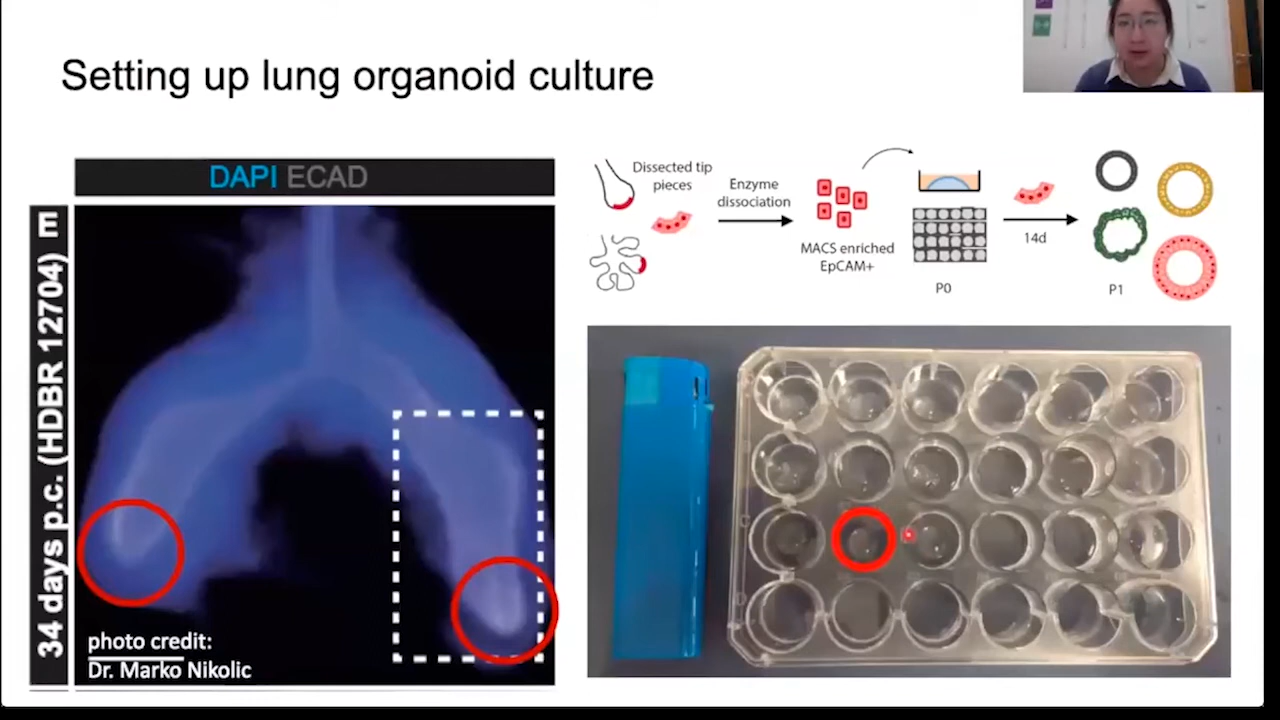 Setting up lung organoid culture
DAPI ECAD
E
34 days p.c. (HDBR 12704)
photo credit:
Dr. Marko Nikolic
Dissected tip
pieces
Enzyme
dissociation
MACS enriched
EpCAM+
P0
14d
P1